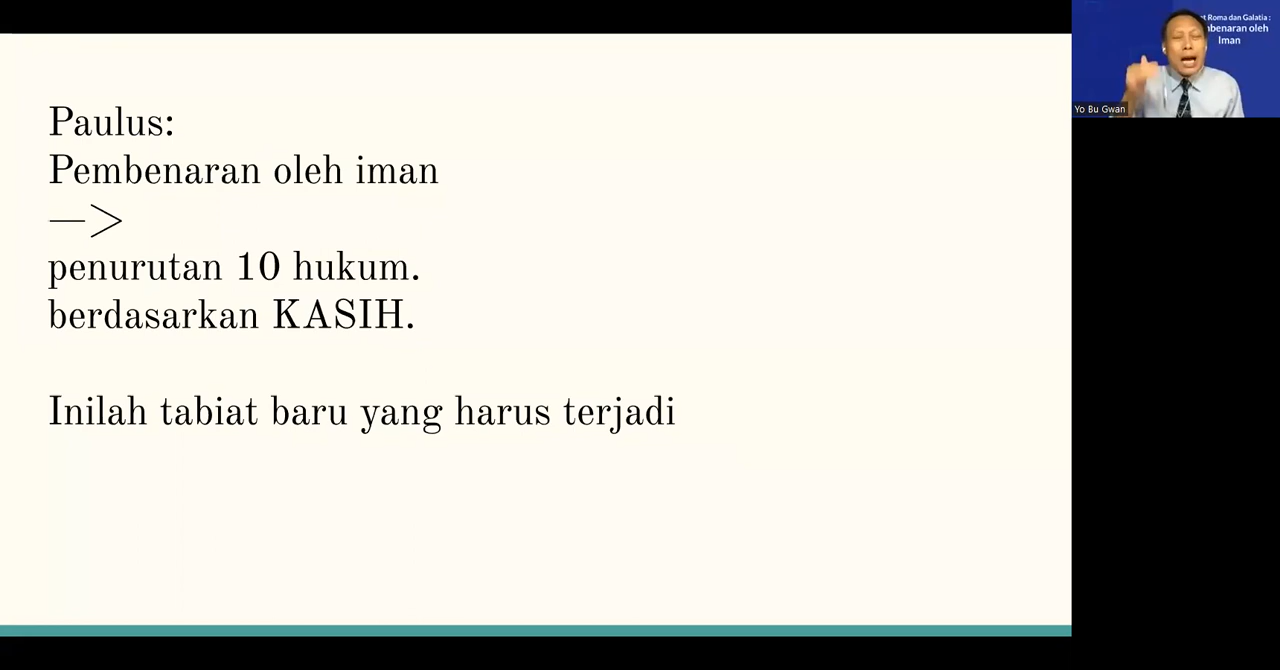 Paulus:
Pembenaran oleh iman
—>
penurutan 10 hukum.
berdasarkan KASIH.
Inilah tabiat baru yang harus terjadi
Roma dan Galatia :
oleh
Iman
Yo Bu Gwan